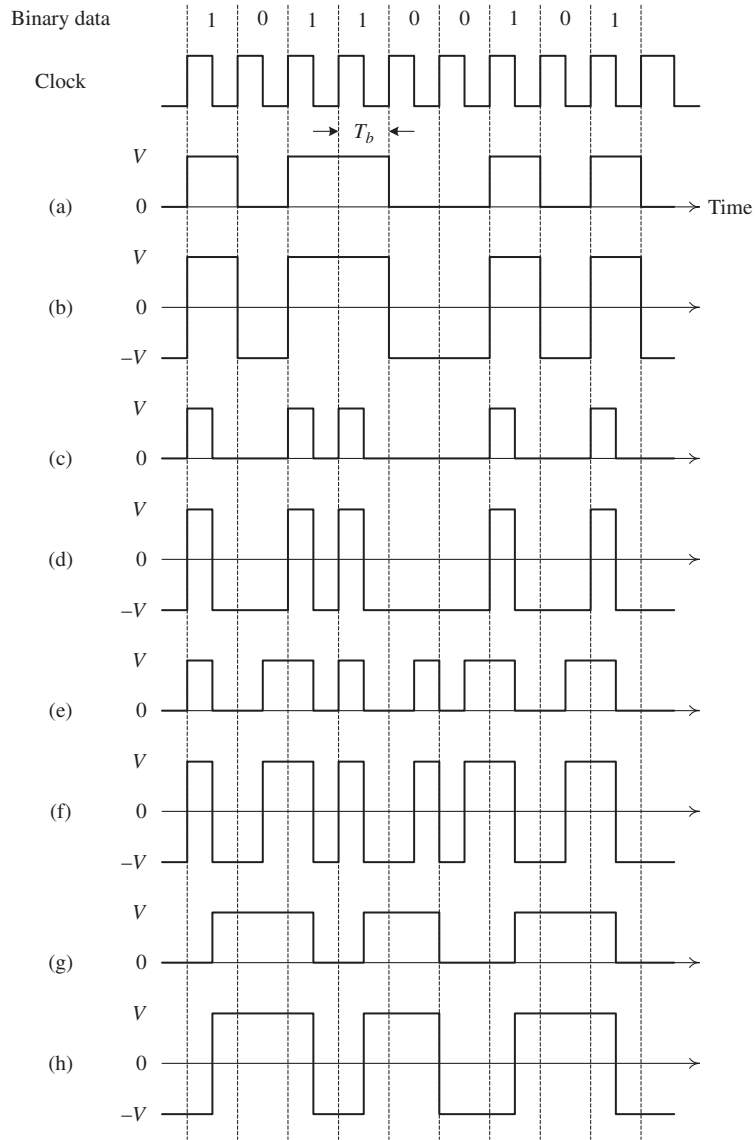 Binary data 1 0 1 1 0 0 1 0 1
Clock
T_b
V
(a) 0 Time
V
(b) 0
–V
V
(c) 0
V
(d) 0
–V
V
(e) 0
V
(f) 0
–V
V
(g) 0
V
(h) 0
–V